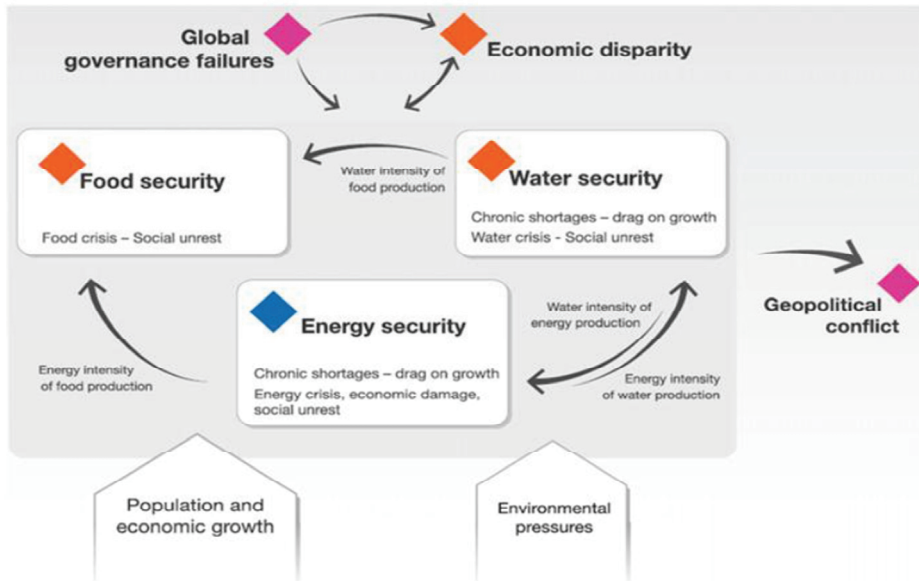 Global
governance failures
Economic disparity
Food security
Food crisis – Social unrest
Water intensity of
food production
Water security
Chronic shortages – drag on growth
Water crisis - Social unrest
Geopolitical
conflict
Energy security
Chronic shortages – drag on growth
Energy crisis, economic damage,
social unrest
Water intensity of
energy production
Energy intensity
of food production
Energy intensity
of water production
Population and
economic growth
Environmental
pressures